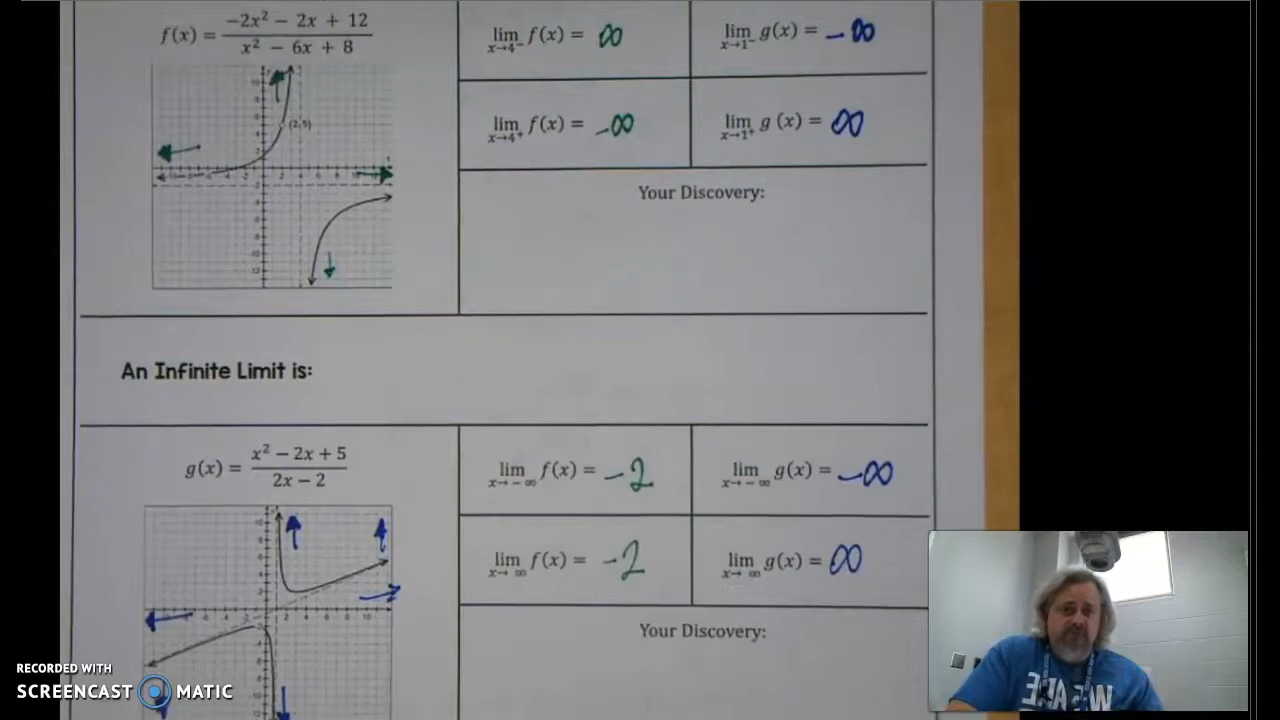 f(x) = (-2x² - 2x + 12)/(x² - 6x + 8)
lim x→4⁻ f(x) = ∞
lim x→1⁻ g(x) = -∞
(2, 5)
lim x→4⁺ f(x) = -∞
lim x→1⁺ g(x) = ∞
Your Discovery:
An Infinite Limit is:
g(x) = (x² - 2x + 5)/(2x - 2)
lim x→-∞ f(x) = -2
lim x→-∞ g(x) = -∞
lim x→∞ f(x) = -2
lim x→∞ g(x) = ∞
Your Discovery:
RECORDED WITH
SCREENCAST MATIC